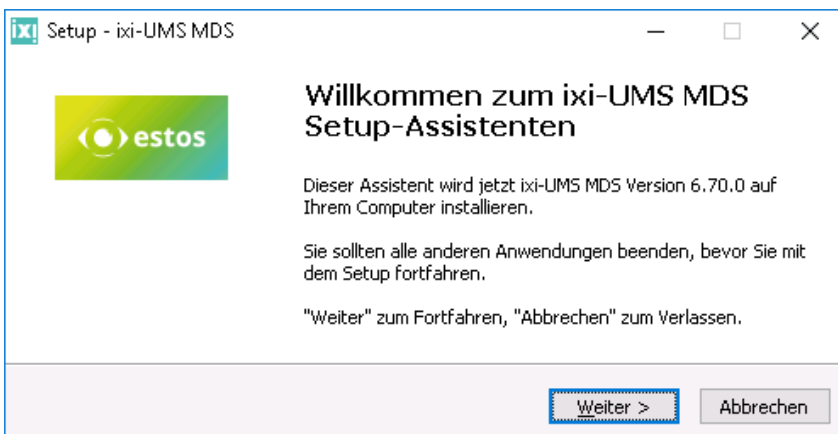 ixi Setup - ixi-UMS MDS
estos
Willkommen zum ixi-UMS MDS
Setup-Assistenten
Dieser Assistent wird jetzt ixi-UMS MDS Version 6.70.0 auf
Ihrem Computer installieren.
Sie sollten alle anderen Anwendungen beenden, bevor Sie mit
dem Setup fortfahren.
"Weiter" zum Fortfahren, "Abbrechen" zum Verlassen.
Weiter > Abbrechen